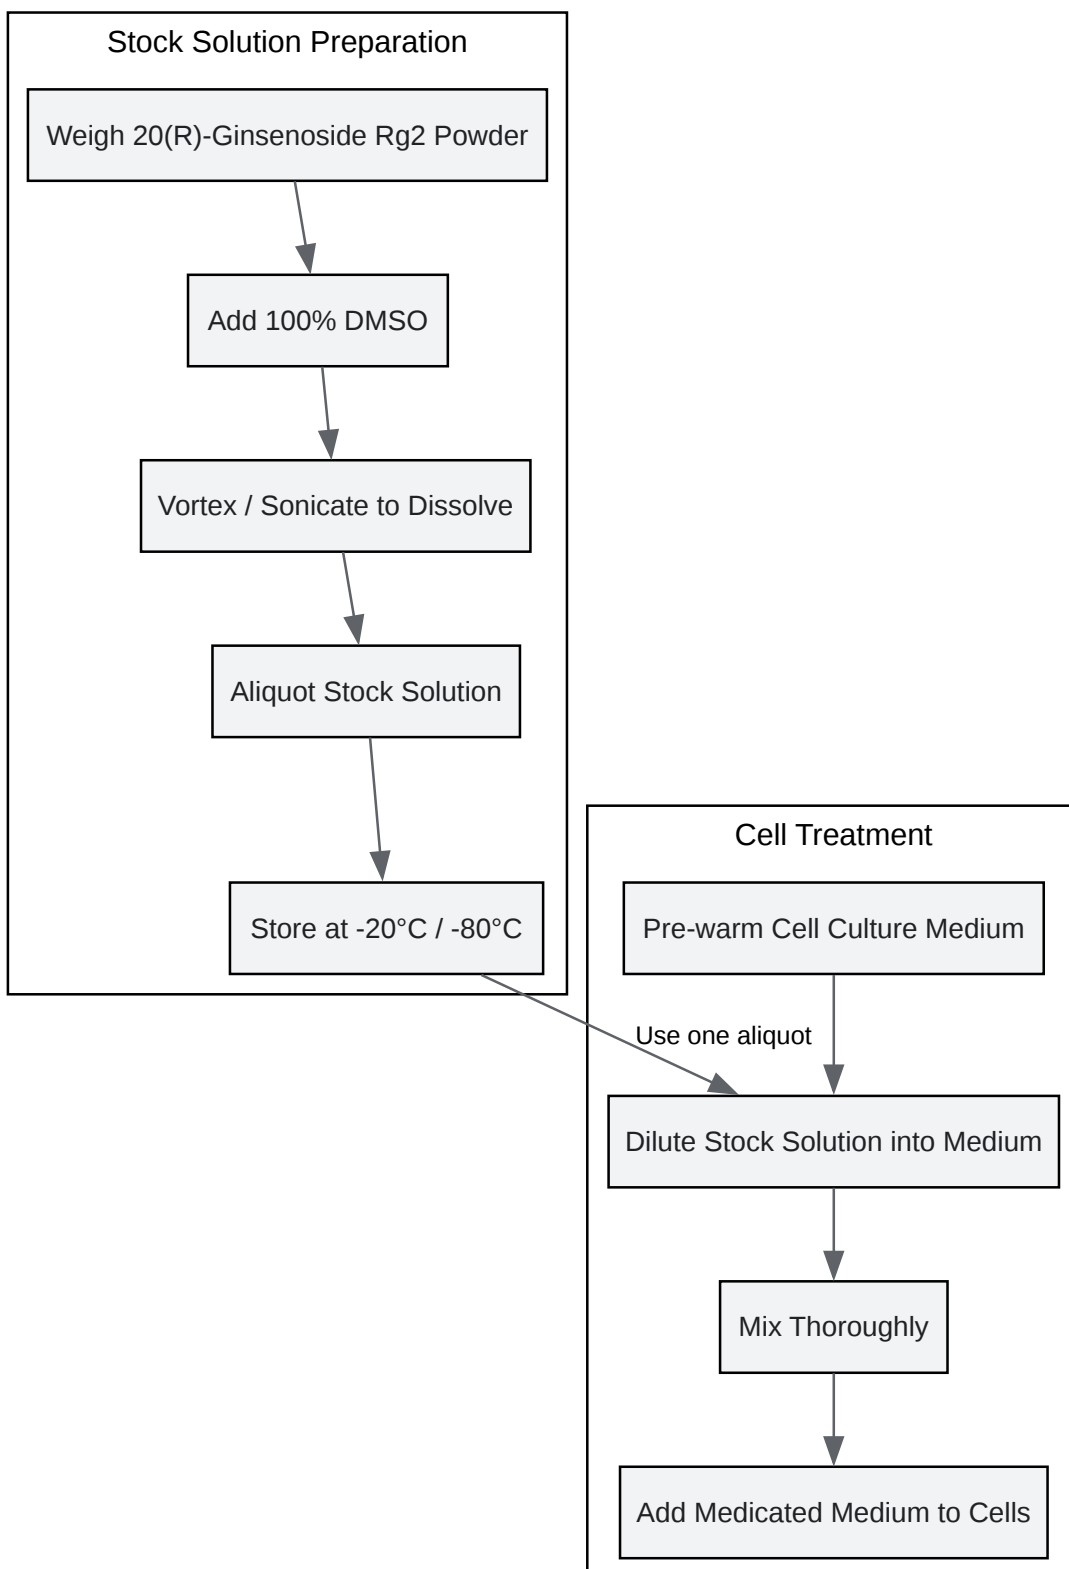 Stock Solution Preparation
Weigh 20(R)-Ginsenoside Rg2 Powder
Add 100% DMSO
Vortex / Sonicate to Dissolve
Aliquot Stock Solution
Store at -20°C / -80°C
Cell Treatment
Pre-warm Cell Culture Medium
Use one aliquot
Dilute Stock Solution into Medium
Mix Thoroughly
Add Medicated Medium to Cells